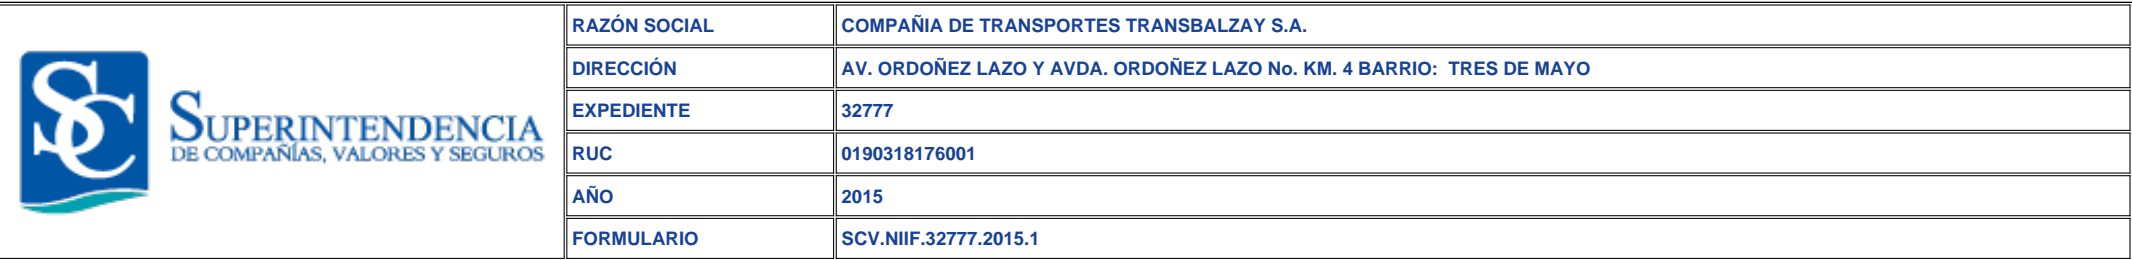 SC
SUPERINTENDENCIA
DE COMPAÑÍAS, VALORES Y SEGUROS
RAZÓN SOCIAL COMPAÑIA DE TRANSPORTES TRANSBALZAY S.A.
DIRECCIÓN AV. ORDOÑEZ LAZO Y AVDA. ORDOÑEZ LAZO No. KM. 4 BARRIO: TRES DE MAYO
EXPEDIENTE 32777
RUC 0190318176001
AÑO 2015
FORMULARIO SCV.NIIF.32777.2015.1